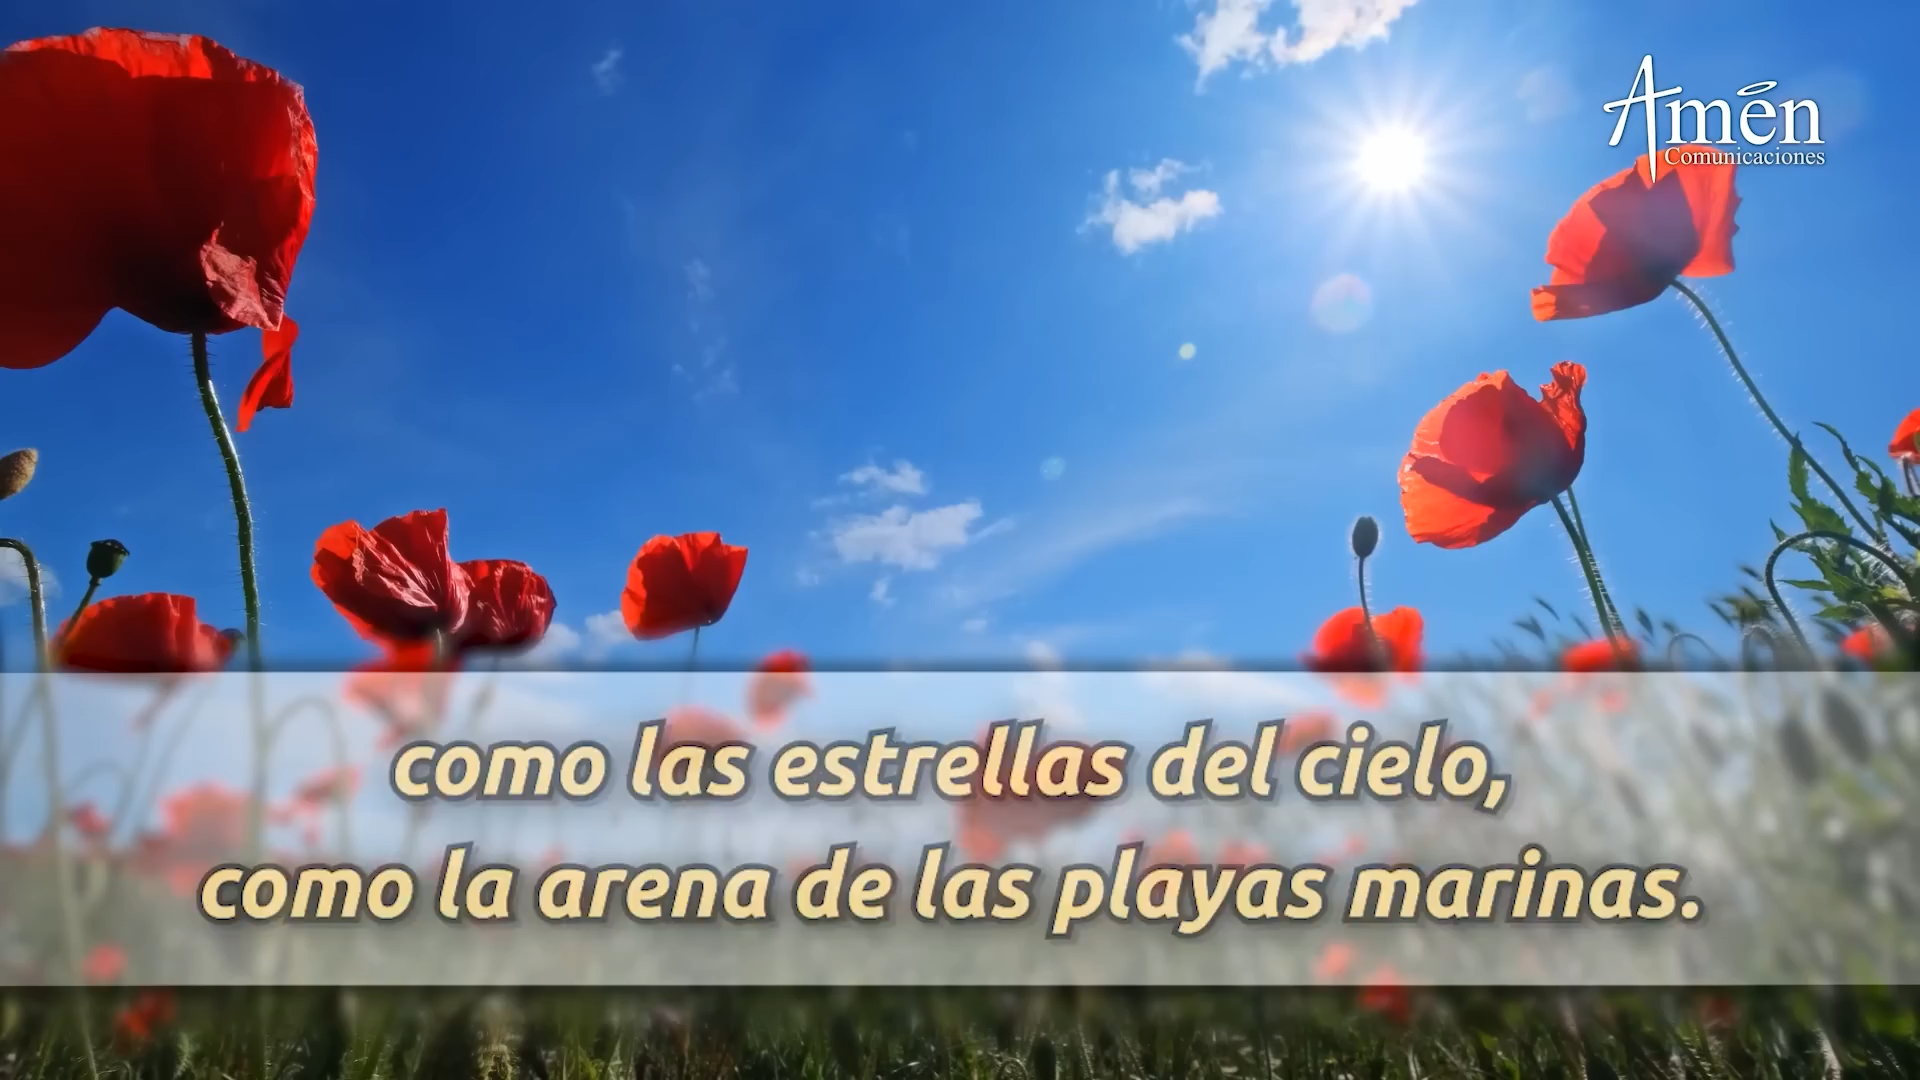 Amén
Comunicaciones
como las estrellas del cielo,
como la arena de las playas marinas.